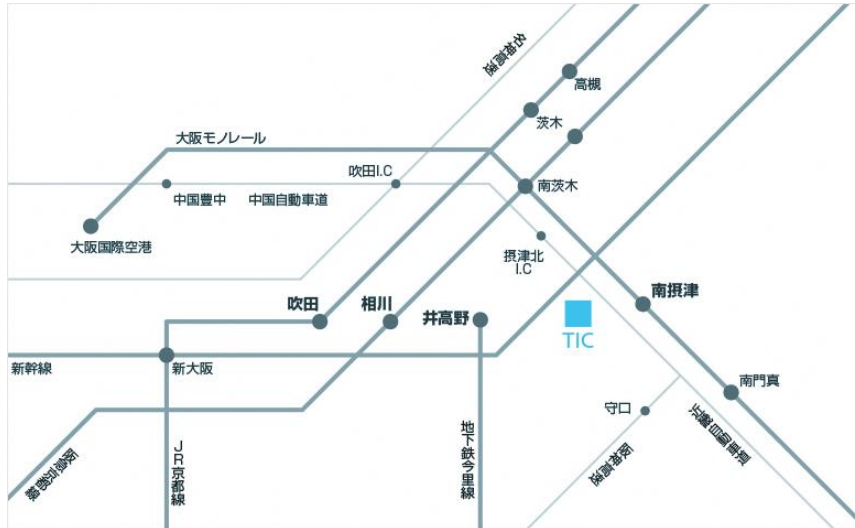 名神高速
高槻
茨木
大阪モノレール
吹田I.C
南茨木
中国豊中
中国自動車道
大阪国際空港
摂津北
I.C
吹田
相川
井高野
南摂津
TIC
新幹線
新大阪
南門真
守口
近畿自動車道
阪神高速
阪急京都線
JR京都線
地下鉄今里線